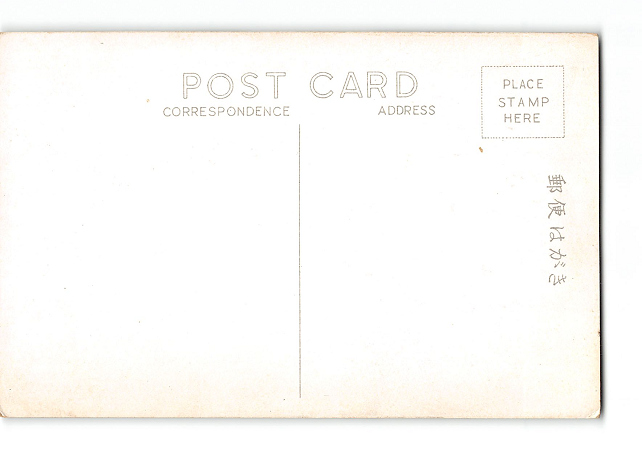 POST CARD
CORRESPONDENCE ADDRESS
PLACE
STAMP
HERE
郵便はがき